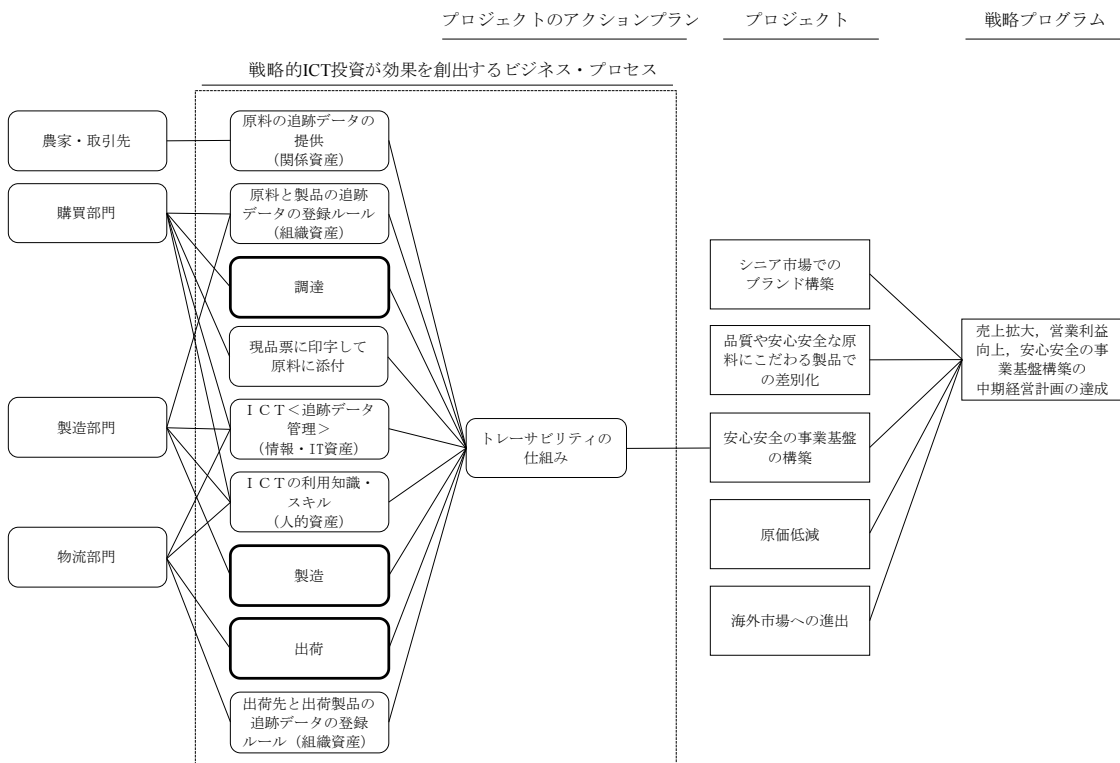 プロジェクトのアクションプラン
プロジェクト
戦略プログラム
戦略的ICT投資が効果を創出するビジネス・プロセス
農家・取引先
購買部門
製造部門
物流部門
原料の追跡データの
提供
(関係資産)
原料と製品の追跡
データの登録ルール
(組織資産)
調達
現品票に印字して
原料に添付
ＩＣＴ＜追跡データ
管理＞
(情報・IT資産)
ＩＣＴの利用知識・
スキル
(人的資産)
製造
出荷
出荷先と出荷製品の
追跡データの登録
ルール (組織資産)
トレーサビリティの
仕組み
シニア市場での
ブランド構築
品質や安心安全な原
料にこだわる製品で
の差別化
安心安全の事業基盤
の構築
原価低減
海外市場への進出
売上拡大，営業利益
向上，安心安全の事
業基盤構築の
中期経営計画の達成